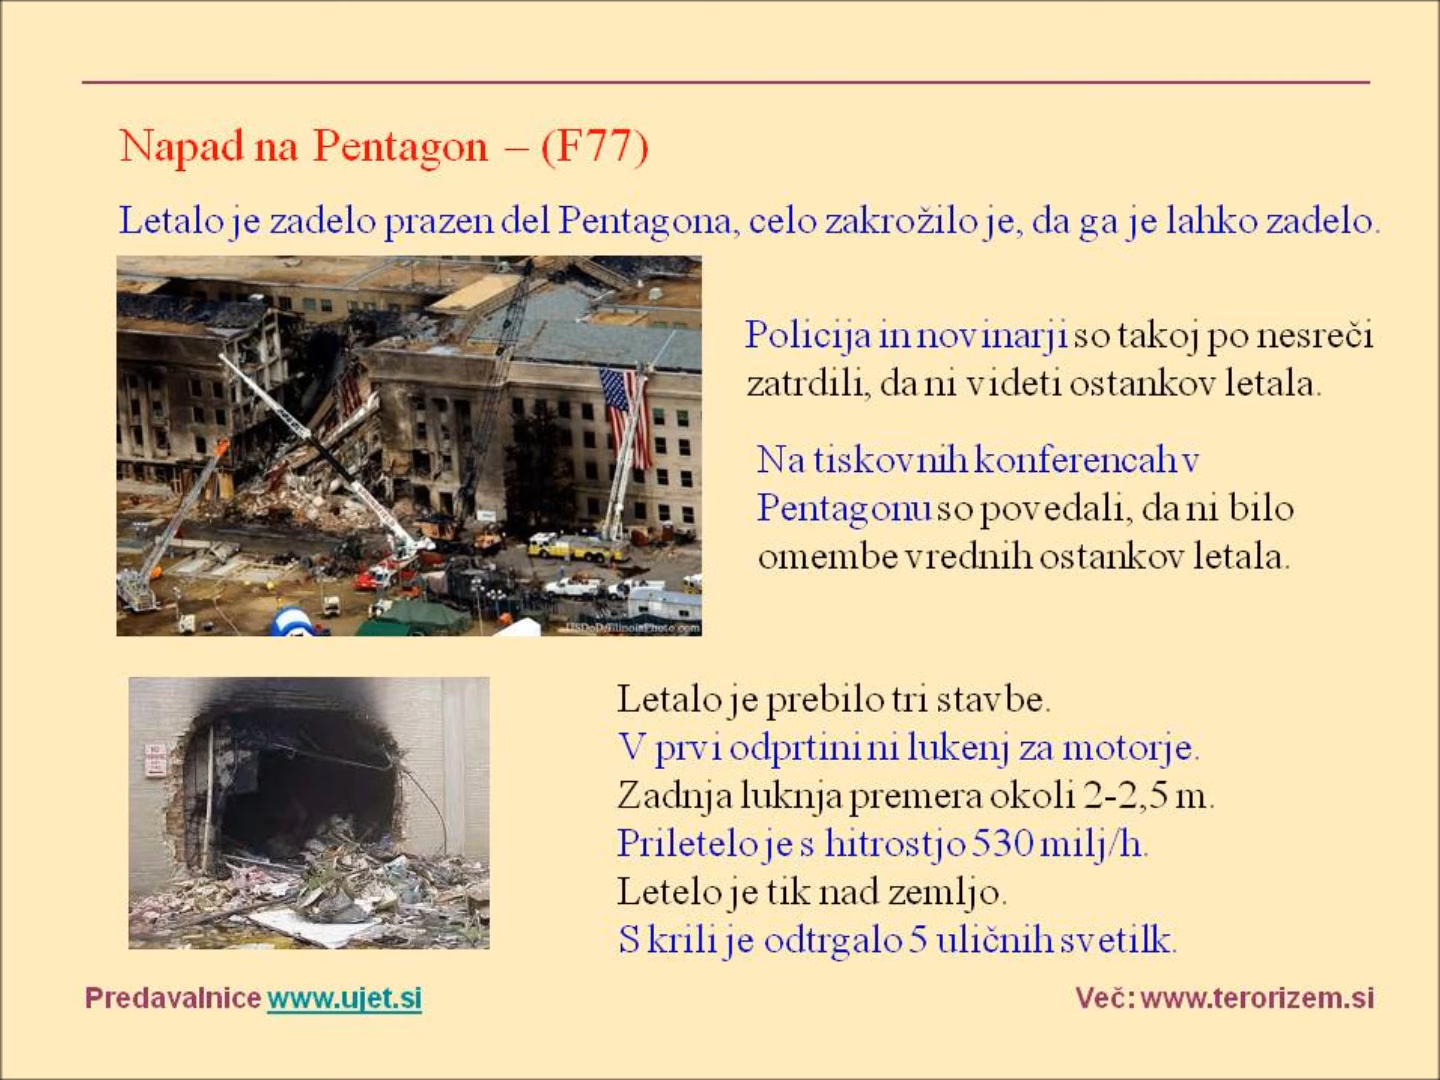 Napad na Pentagon – (F77)
Letalo je zadelo prazen del Pentagona, celo zakrožilo je, da ga je lahko zadelo.
Policija in novinarji so takoj po nesreči
zatrdili, da ni videti ostankov letala.
Na tiskovnih konferencah v
Pentagonu so povedali, da ni bilo
omembe vrednih ostankov letala.
USDoD/IllinoisPhoto.com
Letalo je prebilo tri stavbe.
V prvi odprtini ni lukenj za motorje.
Zadnja luknja premera okoli 2-2,5 m.
Priletelo je s hitrostjo 530 milj/h.
Letelo je tik nad zemljo.
S krili je odtrgalo 5 uličnih svetilk.
Predavalnice www.ujet.si
Več: www.terorizem.si